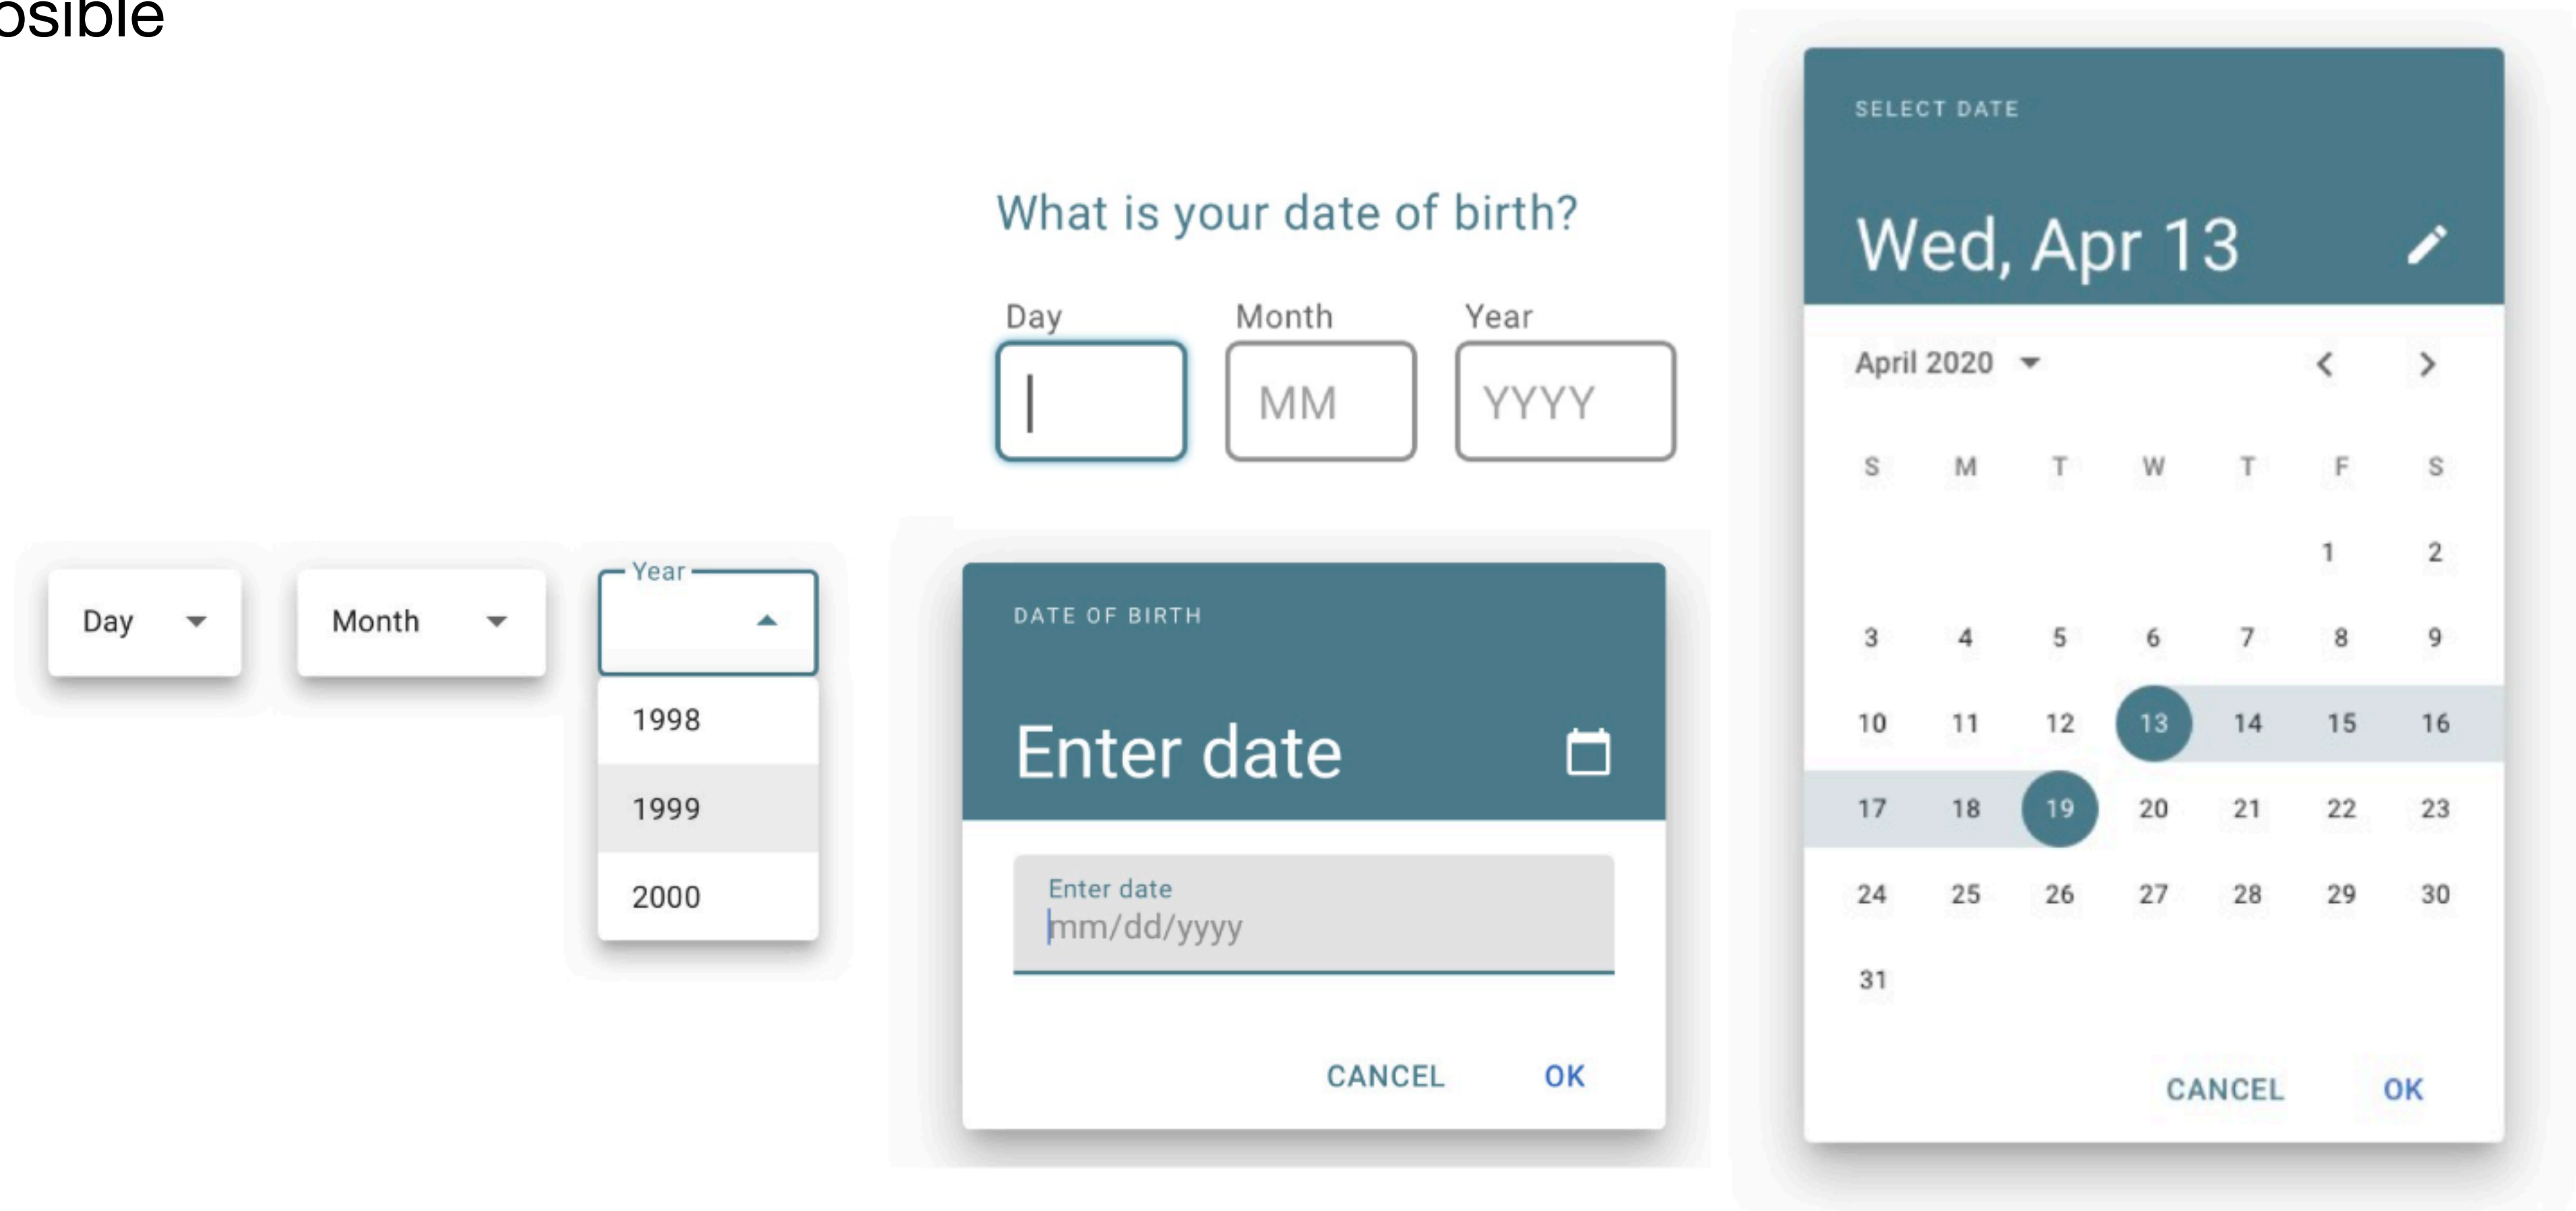 osible
What is your date of birth?
Day Month Year
MM YYYY
Day Month Year
1998
1999
2000
DATE OF BIRTH
Enter date
Enter date
mm/dd/yyyy
CANCEL OK
SELECT DATE
Wed, Apr 13
April 2020
S M T W T F S
1 2
3 4 5 6 7 8 9
10 11 12 13 14 15 16
17 18 19 20 21 22 23
24 25 26 27 28 29 30
31
CANCEL OK